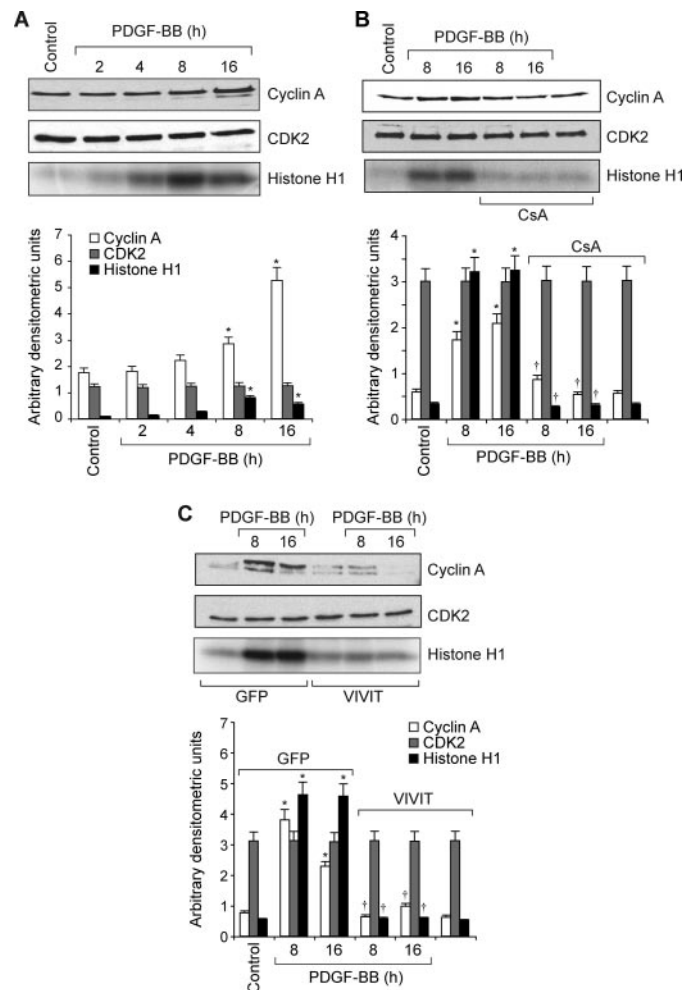 A
Control
PDGF-BB (h)
2 4 8 16
Cyclin A
CDK2
Histone H1
Arbitrary densitometric units
7
6
5
4
3
2
1
0
Cyclin A
CDK2
Histone H1
* * * *
Control
2 4 8 16
PDGF-BB (h)
B
Control
PDGF-BB (h)
8 16 8 16
Cyclin A
CDK2
Histone H1
CsA
Arbitrary densitometric units
4
3
3
2
1
0
CsA
* * * *
† † † †
8 16 8 16
Control
PDGF-BB (h)
C
PDGF-BB (h) PDGF-BB (h)
8 16 8 16
Cyclin A
CDK2
Histone H1
GFP VIVIT
Arbitrary densitometric units
7
6
5
4
3
2
1
0
Cyclin A
CDK2
Histone H1
GFP
VIVIT
* * * *
† † † †
Control
8 16 8 16
PDGF-BB (h)